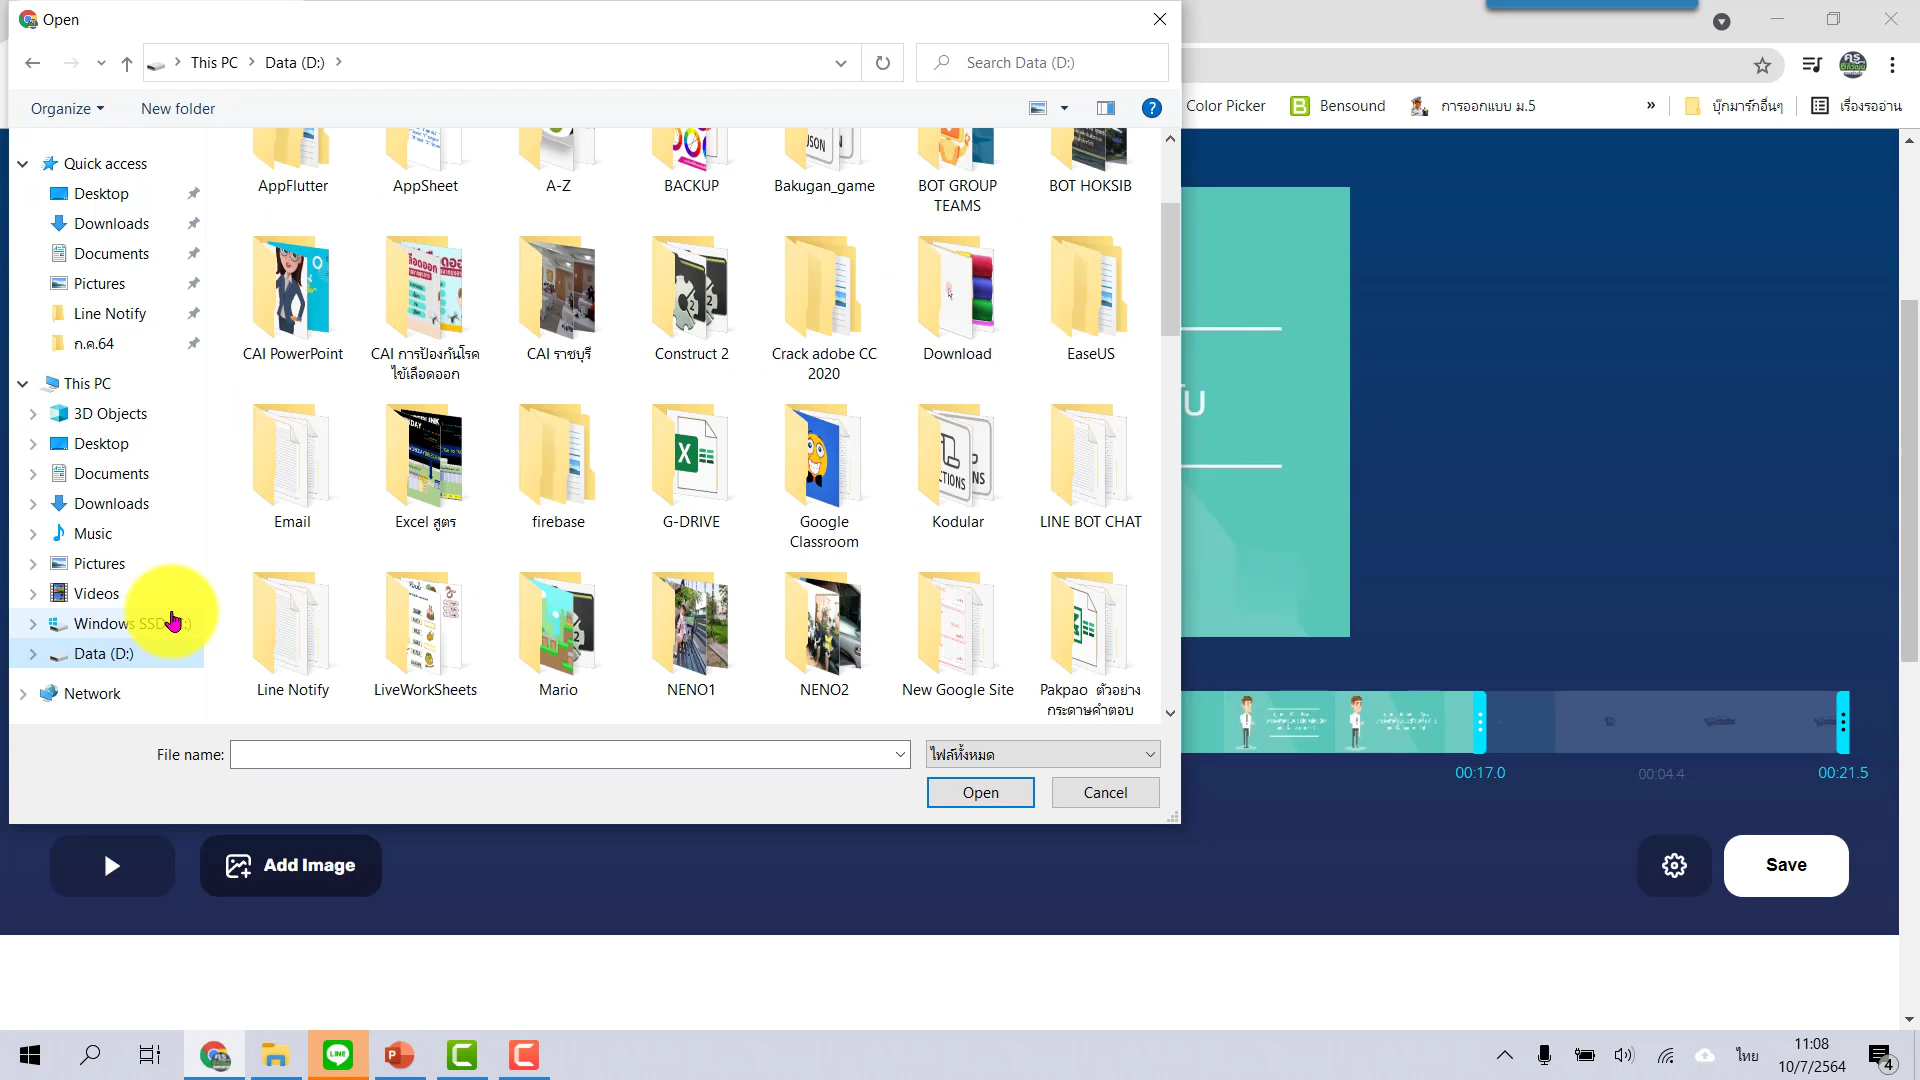 Open
This PC
Data (D:)
Search Data (D:)
Organize
New folder
Color Picker
Bensound
การออกแบบ ม.5
»
บุ๊กมาร์กอื่นๆ
เรื่องรออ่าน
Quick access
Desktop
Downloads
Documents
Pictures
Line Notify
ก.ค.64
This PC
3D Objects
Desktop
Documents
Downloads
Music
Pictures
Videos
Windows SSD
Data (D:)
Network
AppFlutter
AppSheet
A-Z
BACKUP
Bakugan_game
BOT GROUP
TEAMS
BOT HOKSIB
CAI PowerPoint
CAI การป้องกันโรค
ไข้เลือดออก
CAI ราชบุรี
Construct 2
Crack adobe CC
2020
Download
EaseUS
Email
Excel สูตร
firebase
G-DRIVE
Google
Classroom
Kodular
LINE BOT CHAT
Line Notify
LiveWorkSheets
Mario
NENO1
NENO2
New Google Site
Pakpao ตัวอย่าง
กระดาษคำตอบ
File name:
ไฟล์ทั้งหมด
Open
Cancel
00:17.0
00:04.4
00:21.5
Add Image
Save
LINE
ไทย
11:08
10/7/2564
4